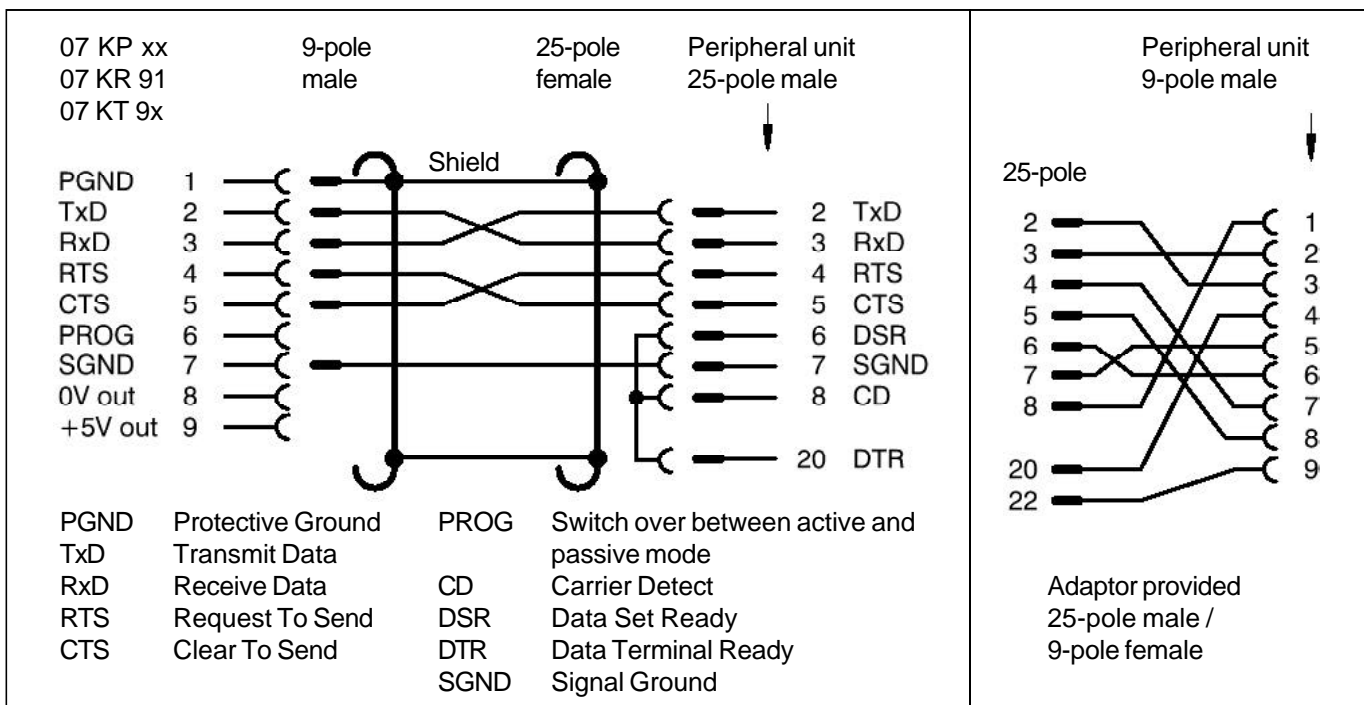 07 KP xx 9-pole 25-pole Peripheral unit
07 KR 91 male female 25-pole male
07 KT 9x
Shield
PGND 1
TxD 2 2 TxD
RxD 3 3 RxD
RTS 4 4 RTS
CTS 5 5 CTS
PROG 6 6 DSR
SGND 7 7 SGND
0V out 8 8 CD
+5V out 9
20 DTR
PGND Protective Ground
TxD Transmit Data
RxD Receive Data
RTS Request To Send
CTS Clear To Send
PROG Switch over between active and
passive mode
CD Carrier Detect
DSR Data Set Ready
DTR Data Terminal Ready
SGND Signal Ground
Peripheral unit
9-pole male
25-pole
2 1
3 2
4 3
5 4
6 5
7 6
8 7
8
20 9
22
Adaptor provided
25-pole male /
9-pole female